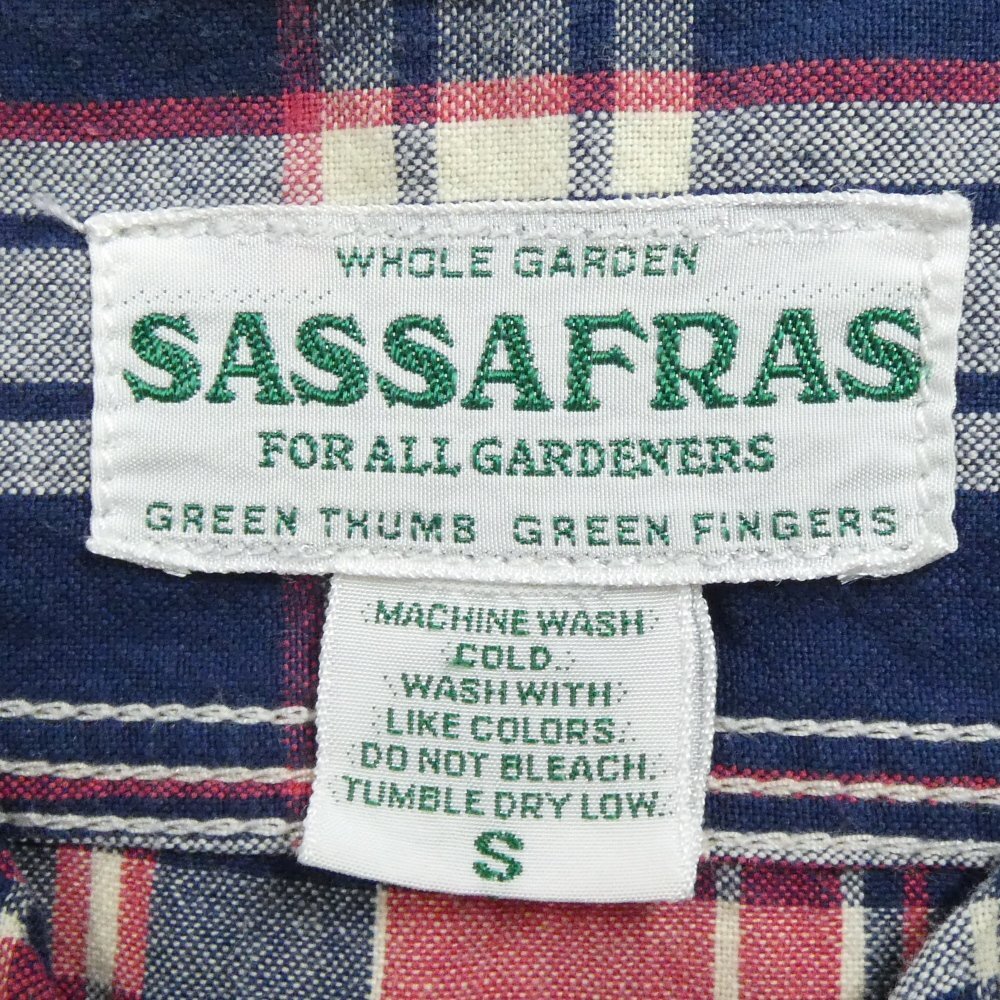 WHOLE GARDEN
SASSAFRAS
FOR ALL GARDENERS
GREEN THUMB GREEN FINGERS
MACHINE WASH
COLD.
WASH WITH
LIKE COLORS.
DO NOT BLEACH.
TUMBLE DRY LOW.
S